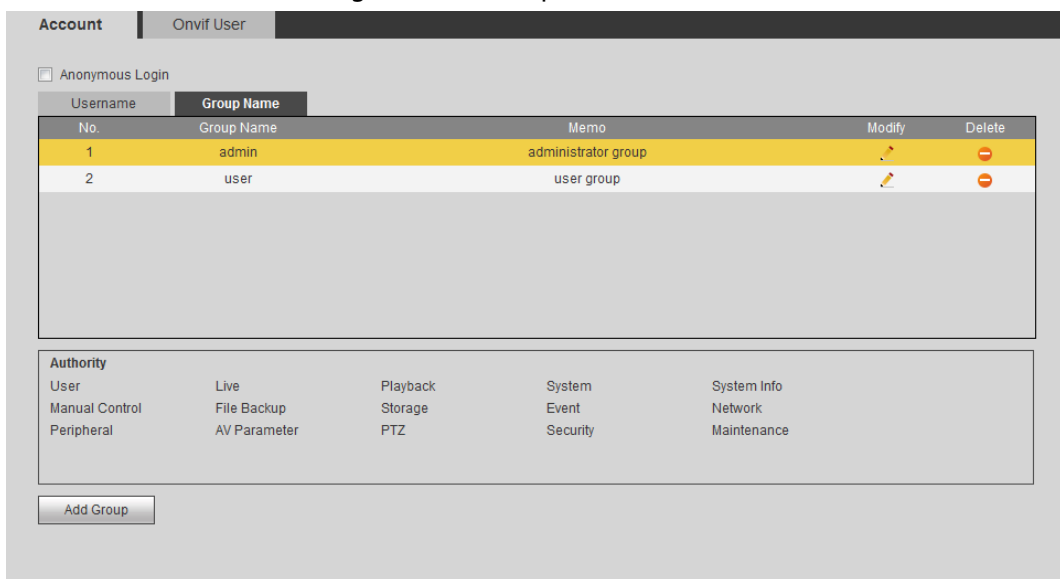 Account Onvif User
Anonymous Login
Username Group Name
No. Group Name Memo Modify Delete
1 admin administrator group
2 user user group
Authority
User Live Playback System System Info
Manual Control File Backup Storage Event Network
Peripheral AV Parameter PTZ Security Maintenance
Add Group